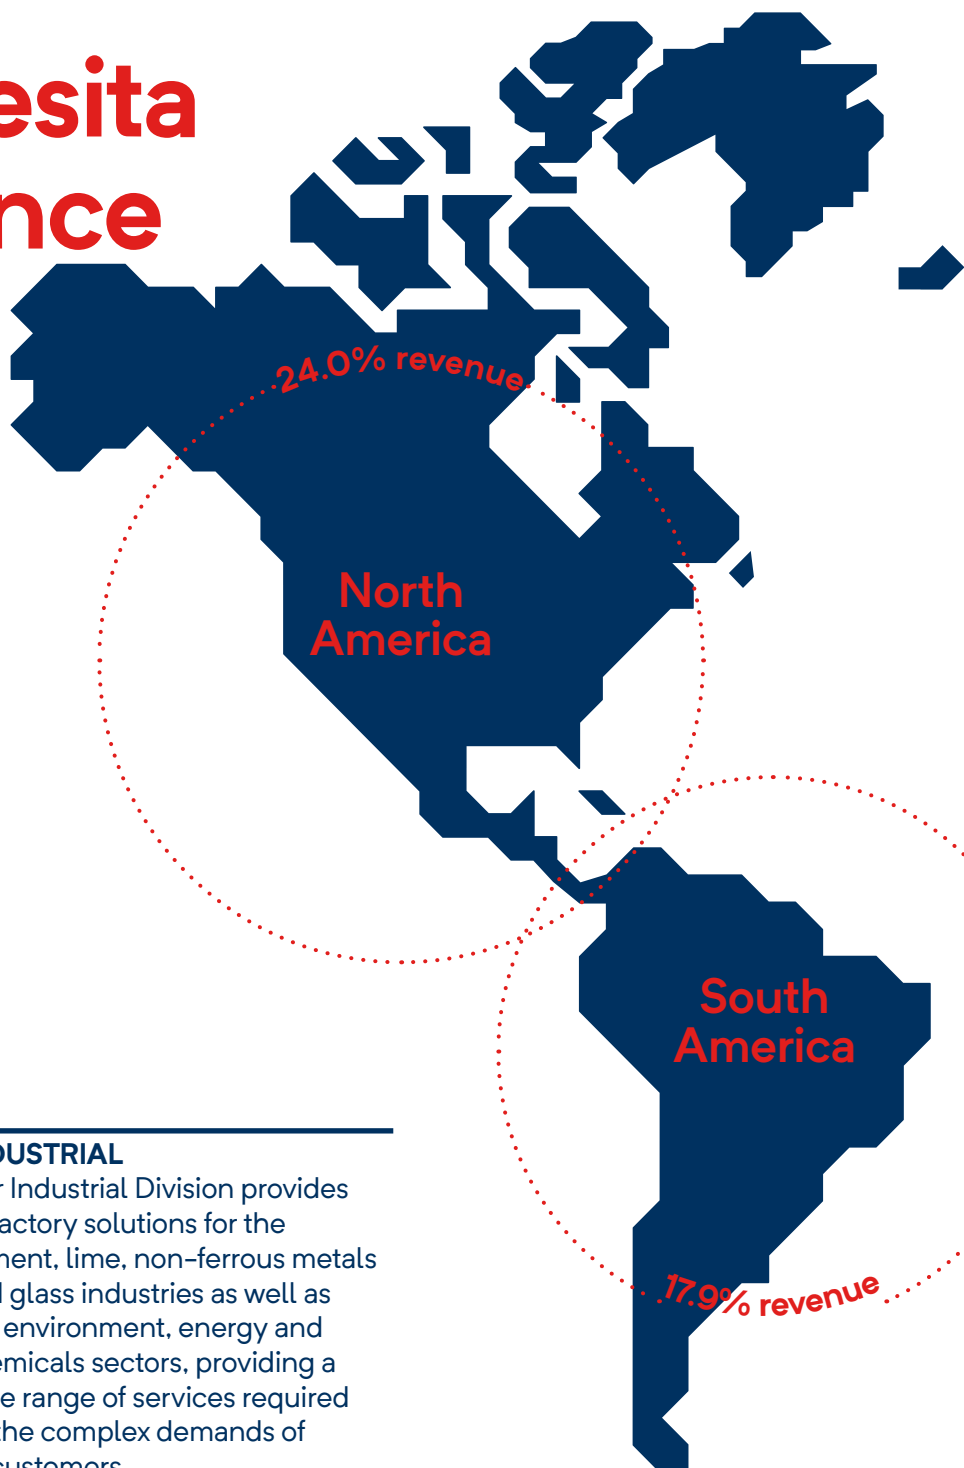 esita
nce
24.0% revenue
North
America
South
America
17.9% revenue
DUSTRIAL
r Industrial Division provides
actory solutions for the
ment, lime, non-ferrous metals
d glass industries as well as
environment, energy and
emicals sectors, providing a
e range of services required
the complex demands of
customers